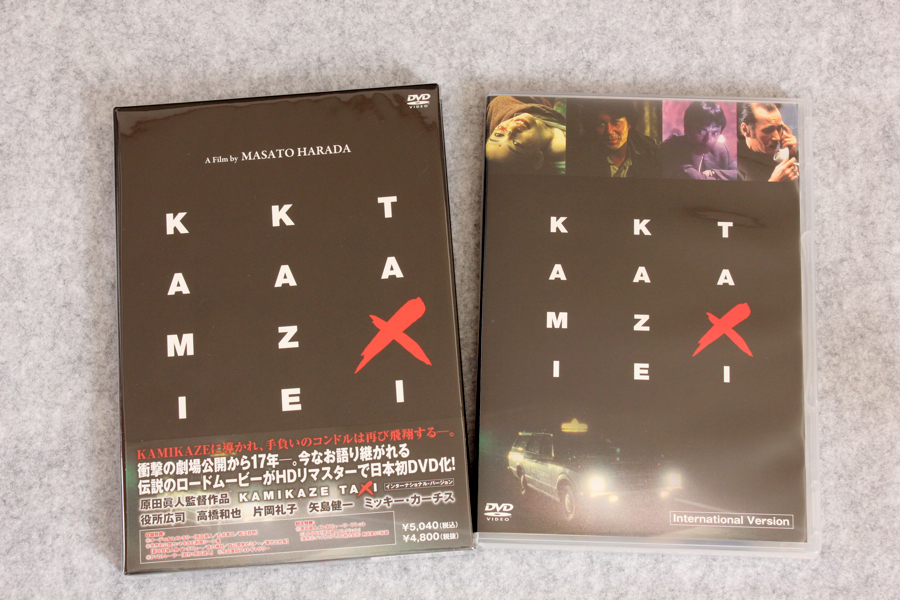 DVD
VIDEO
A Film by MASATO HARADA
KAMI
KAZE
TAXI
KAMIKAZEに導かれ、手負いのコンドルは再び飛翔する―。
衝撃の劇場公開から17年―。今なお語り継がれる
伝説のロードムービーがHDリマスターで日本初DVD化!
原田眞人監督作品 KAMIKAZE TAXI インターナショナル・バージョン
役所広司 高橋和也 片岡礼子 矢島健一 ミッキー・カーチス
¥5,040(税込)
¥4,800(税抜)
KAMI
KAZE
TAXI
DVD
VIDEO
International Version